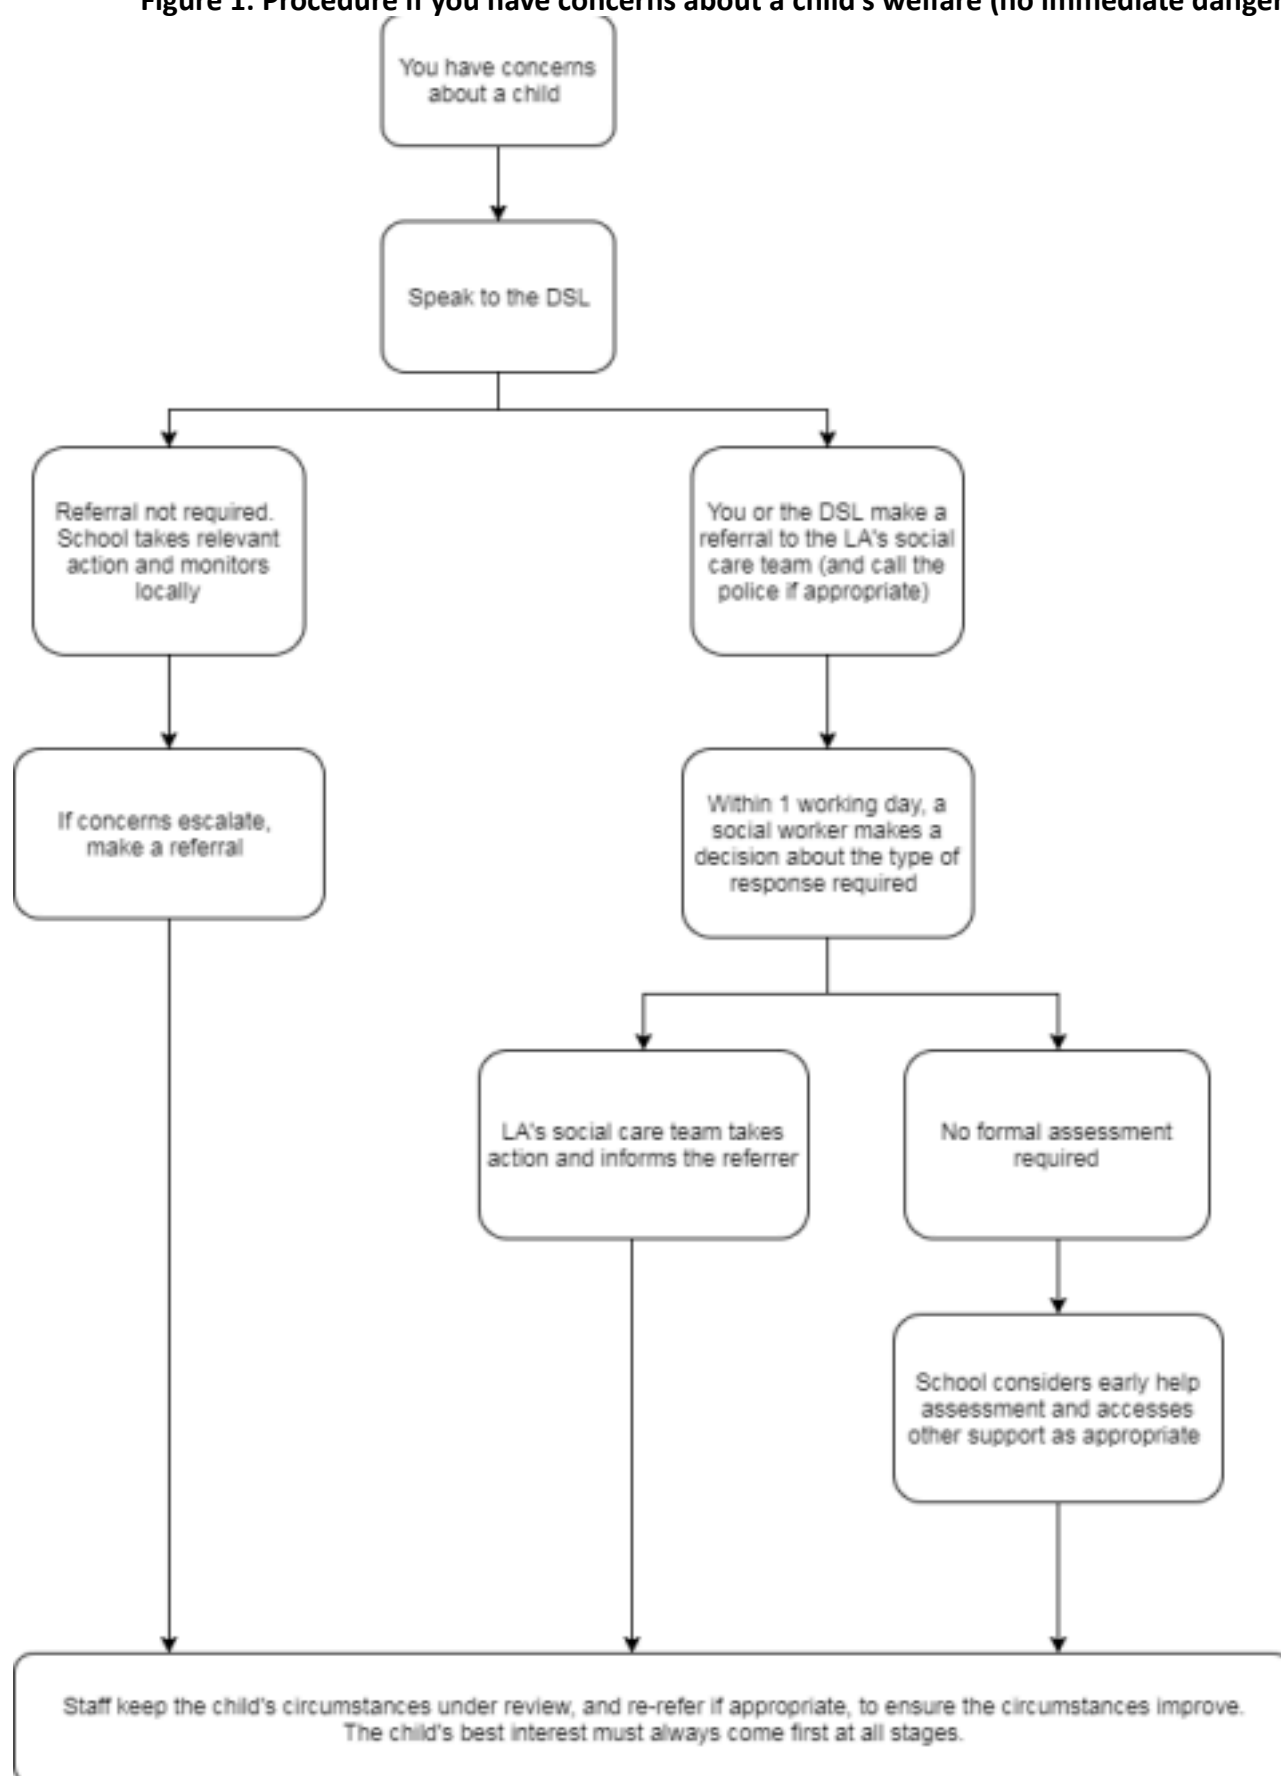 Figure 1: Procedure if you have concerns about a child's welfare (no immediate danger
You have concerns
about a child
Speak to the DSL
Referral not required.
School takes relevant
action and monitors
locally
You or the DSL make a
referral to the LA's social
care team (and call the
police if appropriate)
If concerns escalate,
make a referral
Within 1 working day, a
social worker makes a
decision about the type of
response required
LA's social care team takes
action and informs the referrer
No formal assessment
required
School considers early help
assessment and accesses
other support as appropriate
Staff keep the child's circumstances under review, and re-refer if appropriate, to ensure the circumstances improve.
The child's best interest must always come first at all stages.